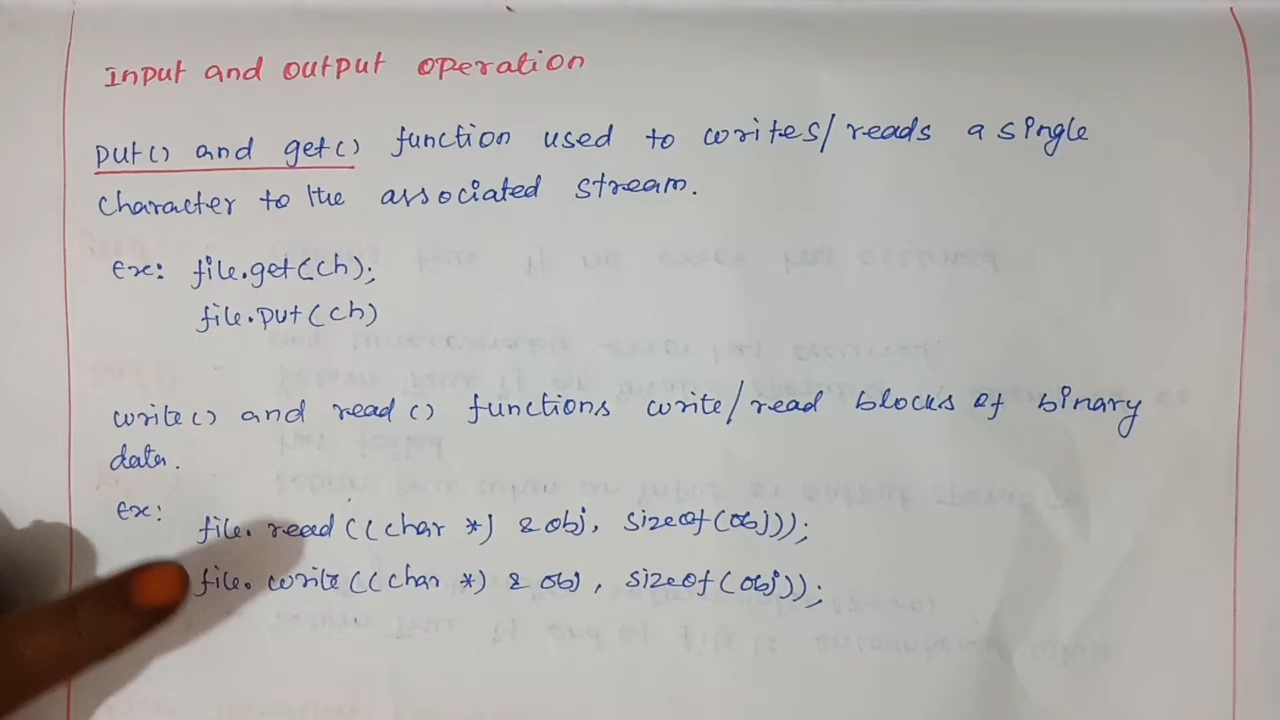 Input and output operation
put() and get() function used to writes/reads a single
character to the associated stream.
Ex: file.get(ch);
file.put(ch)
write() and read() functions write/read blocks of binary
data.
Ex:
file. read ((char *) & obj, sizeof(obj));
file. write ((char *) & obj, sizeof(obj));